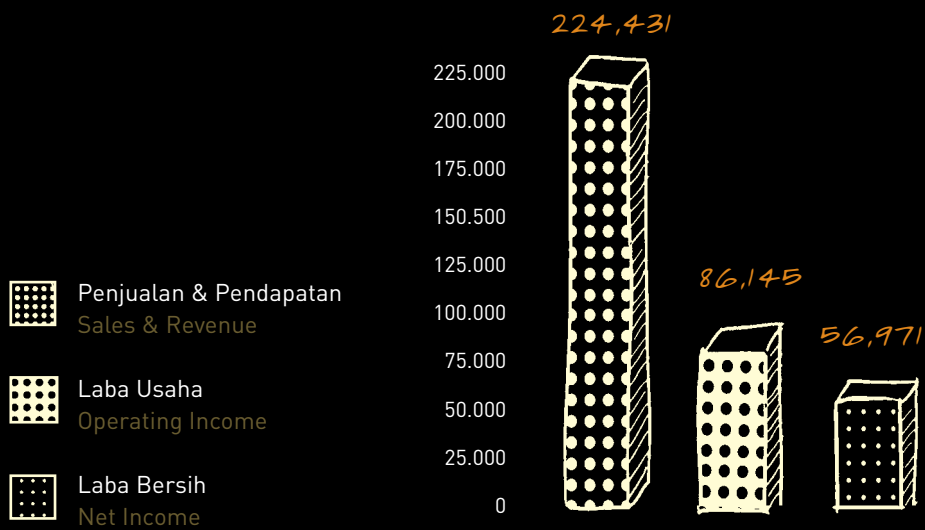 224,431
225.000
200.000
175.000
150.500
125.000
100.000
75.000
50.000
25.000
0
86,145
56,971
Penjualan & Pendapatan
Sales & Revenue
Laba Usaha
Operating Income
Laba Bersih
Net Income